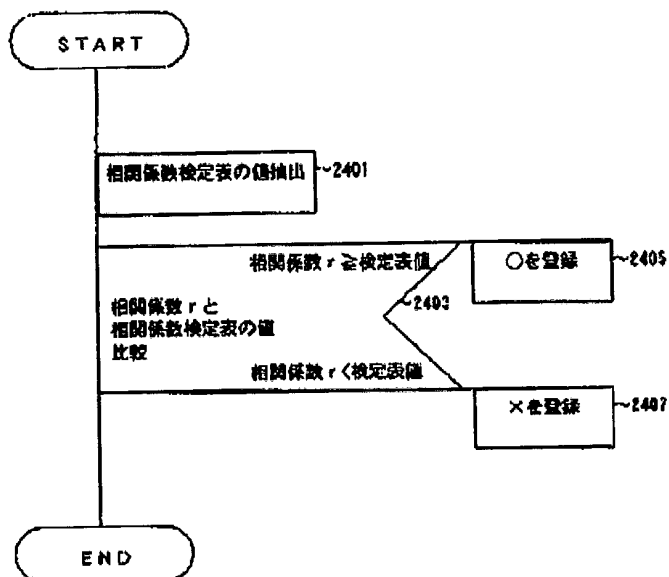 START
相関係数検定表の値抽出 ~2401
相関係数r≧検定表値
○を登録 ~2405
~2403
相関係数rと
相関係数検定表の値
比較
相関係数r<検定表値
×を登録 ~2407
END